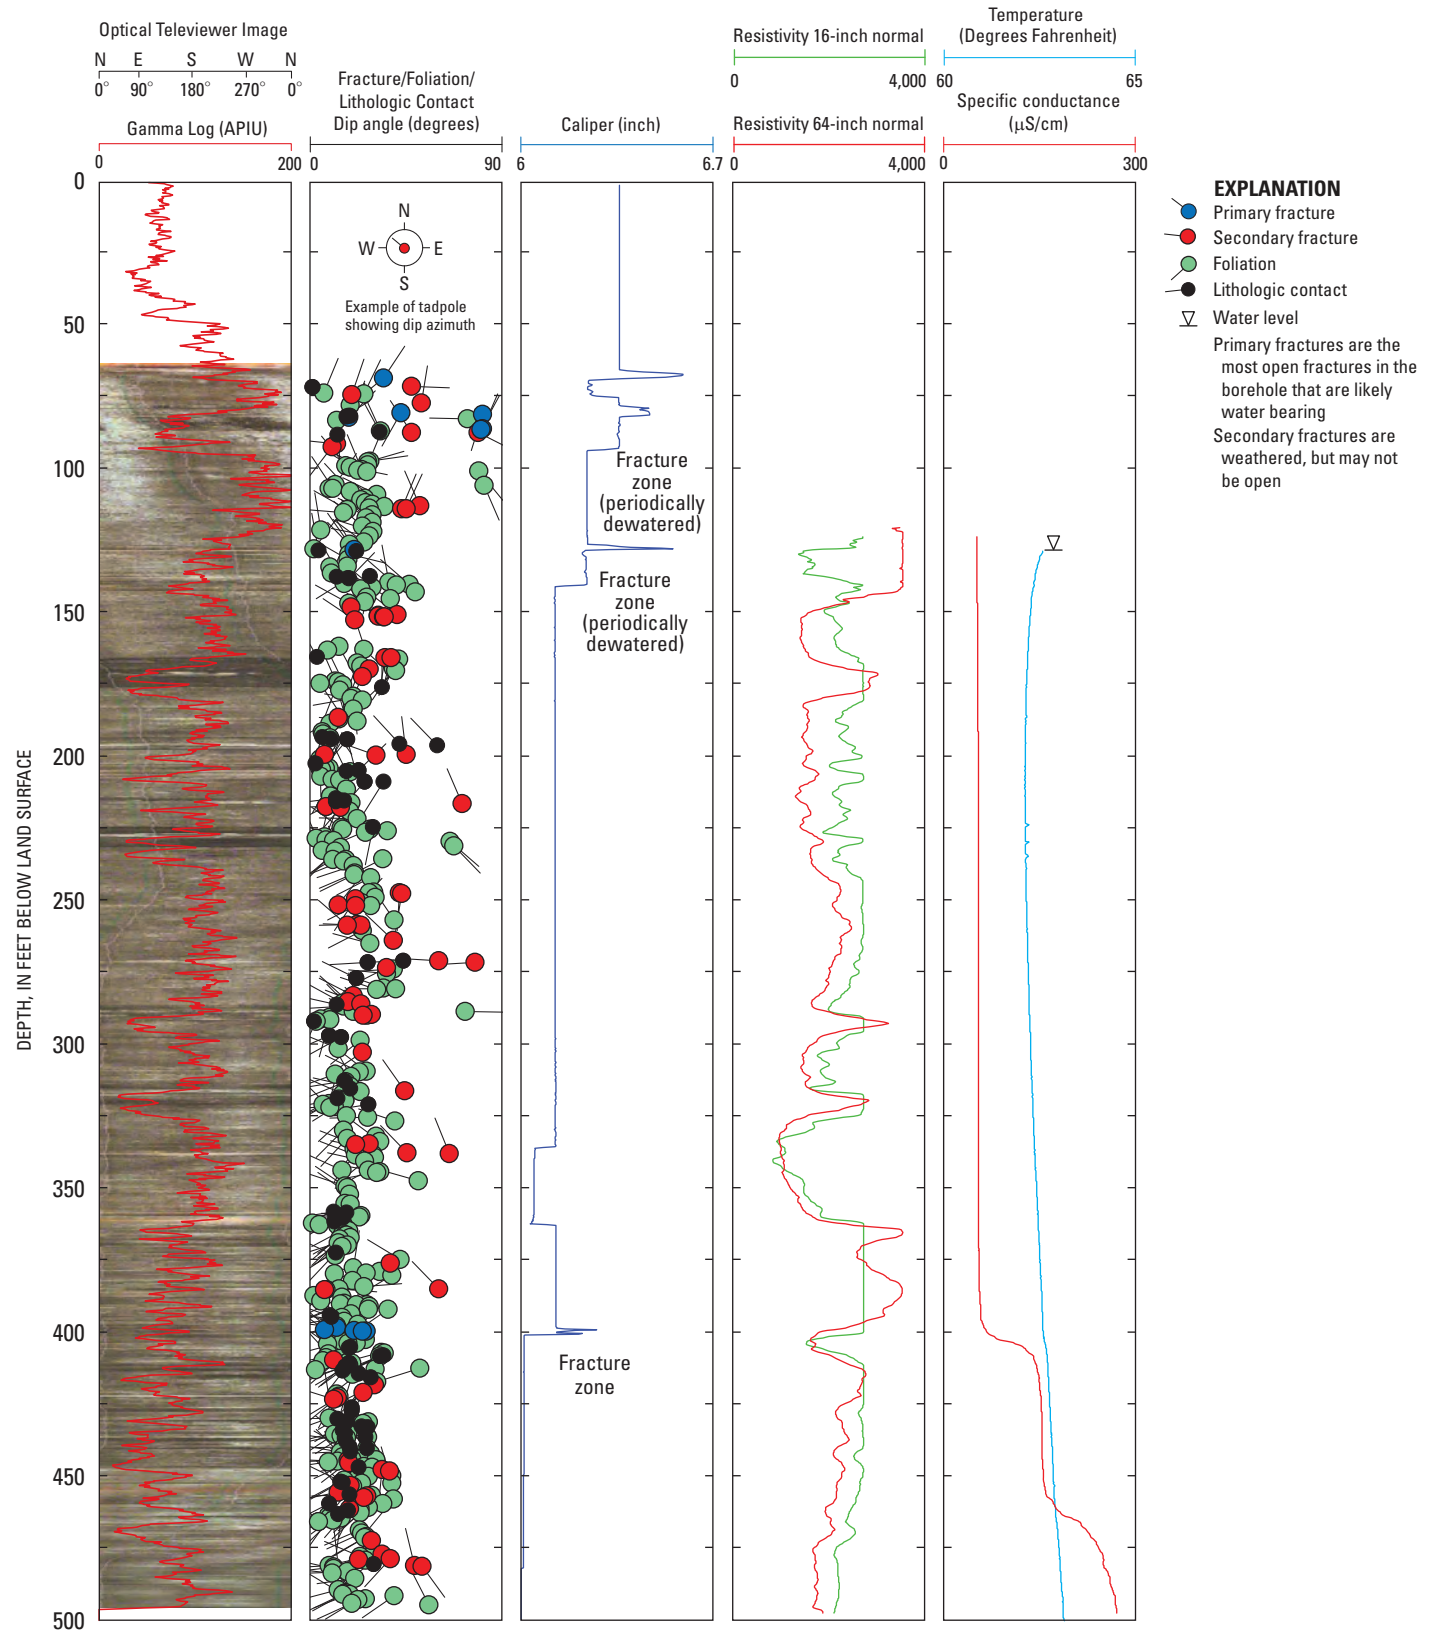 Optical Televiewer Image
N E S W N
0° 90° 180° 270° 0°
Gamma Log (APIU)
0 200
Fracture/Foliation/
Lithologic Contact
Dip angle (degrees)
0 90
Caliper (inch)
6 6.7
Resistivity 16-inch normal
0 4,000
Resistivity 64-inch normal
0 4,000
Temperature
(Degrees Fahrenheit)
60 65
Specific conductance
(µS/cm)
0 300
DEPTH, IN FEET BELOW LAND SURFACE
0
50
100
150
200
250
300
350
400
450
500
N
W E
S
Example of tadpole
showing dip azimuth
Fracture
zone
(periodically
dewatered)
Fracture
zone
(periodically
dewatered)
Fracture
zone
EXPLANATION
Primary fracture
Secondary fracture
Foliation
Lithologic contact
Water level
Primary fractures are the
most open fractures in the
borehole that are likely
water bearing
Secondary fractures are
weathered, but may not
be open